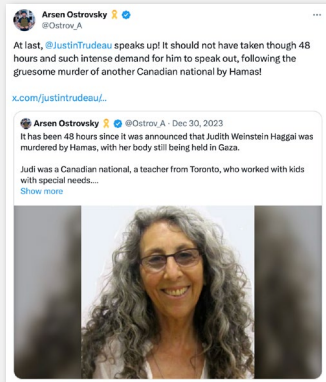 Arsen Ostrovsky
@Ostrov_A
At last, @JustinTrudeau speaks up! It should not have taken though 48
hours and such intense demand for him to speak out, following the
gruesome murder of another Canadian national by Hamas!
x.com/justintrudeau/...
Arsen Ostrovsky @Ostrov_A · Dec 30, 2023
It has been 48 hours since it was announced that Judith Weinstein Haggai was
murdered by Hamas, with her body still being held in Gaza.
Judi was a Canadian national, a teacher from Toronto, who worked with kids
with special needs....
Show more